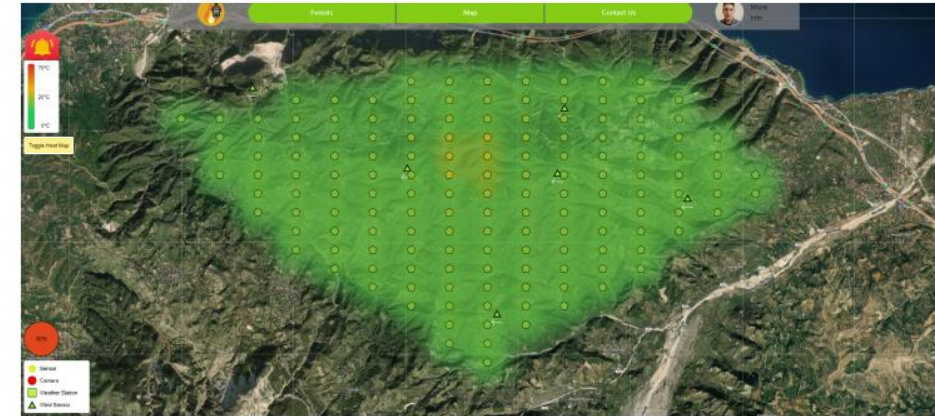 Forests
Map
Contact Us
More
Info
70°C
20°C
0°C
Toggle Heat Map
Sensor
Camera
Weather Station
Wind Sensor